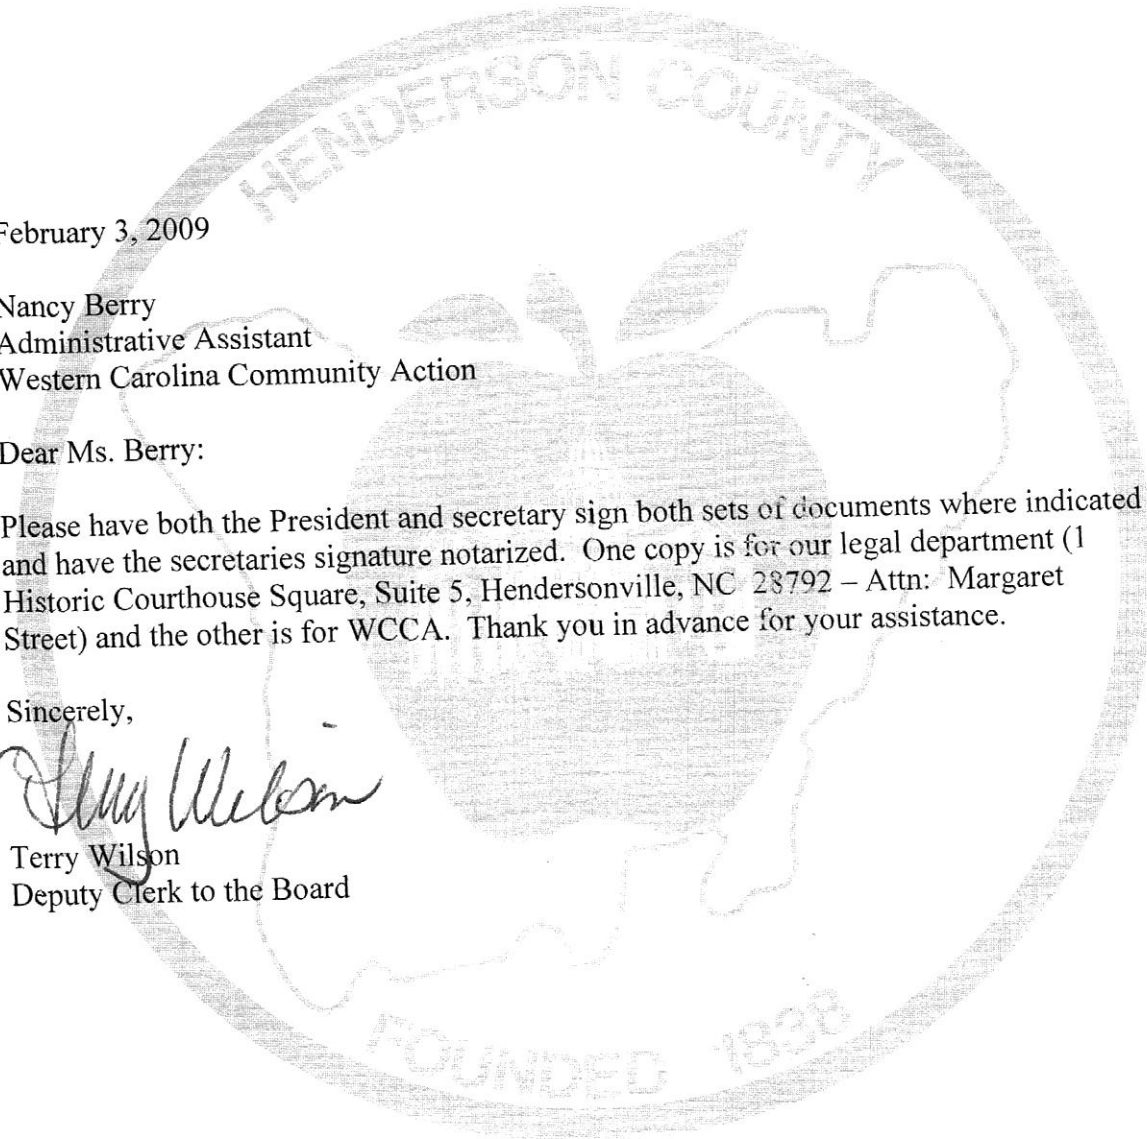 HENDERSON COUNTY
February 3, 2009
Nancy Berry
Administrative Assistant
Western Carolina Community Action
Dear Ms. Berry:
Please have both the President and secretary sign both sets of documents where indicated
and have the secretaries signature notarized.  One copy is for our legal department (1
Historic Courthouse Square, Suite 5, Hendersonville, NC  28792 – Attn:  Margaret
Street) and the other is for WCCA.  Thank you in advance for your assistance.
Sincerely,
Terry Wilson
Terry Wilson
Deputy Clerk to the Board
FOUNDED 1838